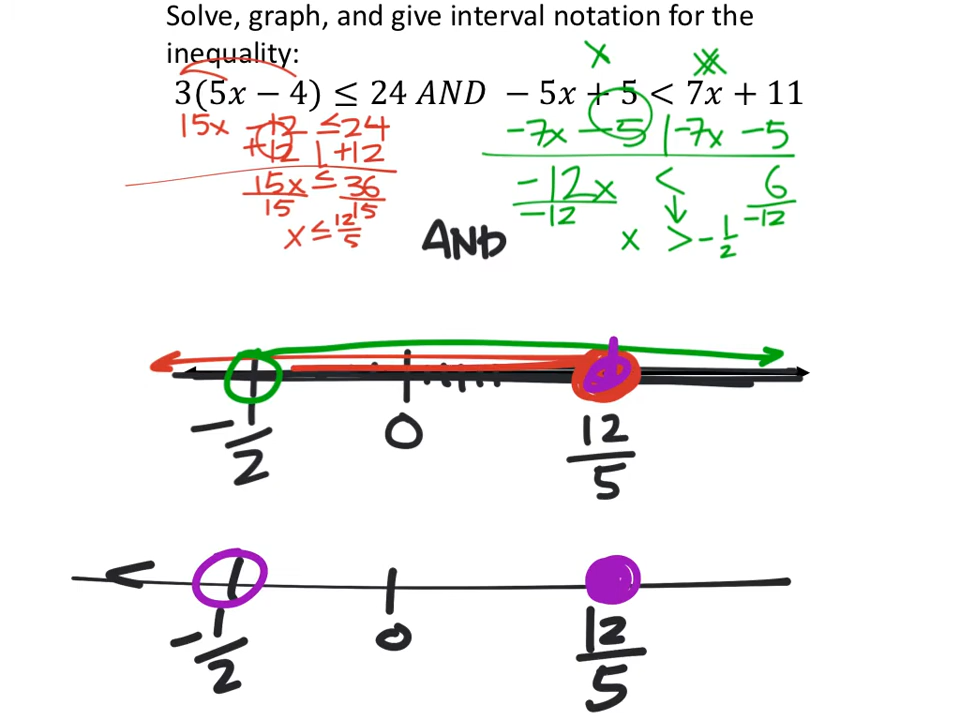 Solve, graph, and give interval notation for the
inequality:
x x
3(5x − 4) ≤ 24 AND − 5x + 5 < 7x + 11
15x −12 ≤24
+12 | +12
15x ≤ 36
15 15
x ≤ 12/5
-7x -5 | -7x -5
-12x < 6
-12 -12
x > -1/2
AND
-1/2 0 12/5
-1/2 0 12/5